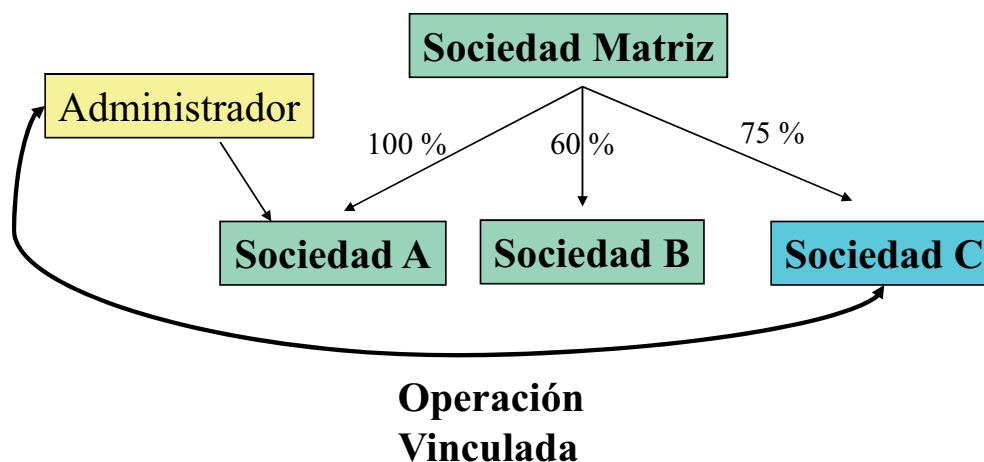 Sociedad Matriz
Administrador
100 %
60 %
75 %
Sociedad A
Sociedad B
Sociedad C
Operación
Vinculada